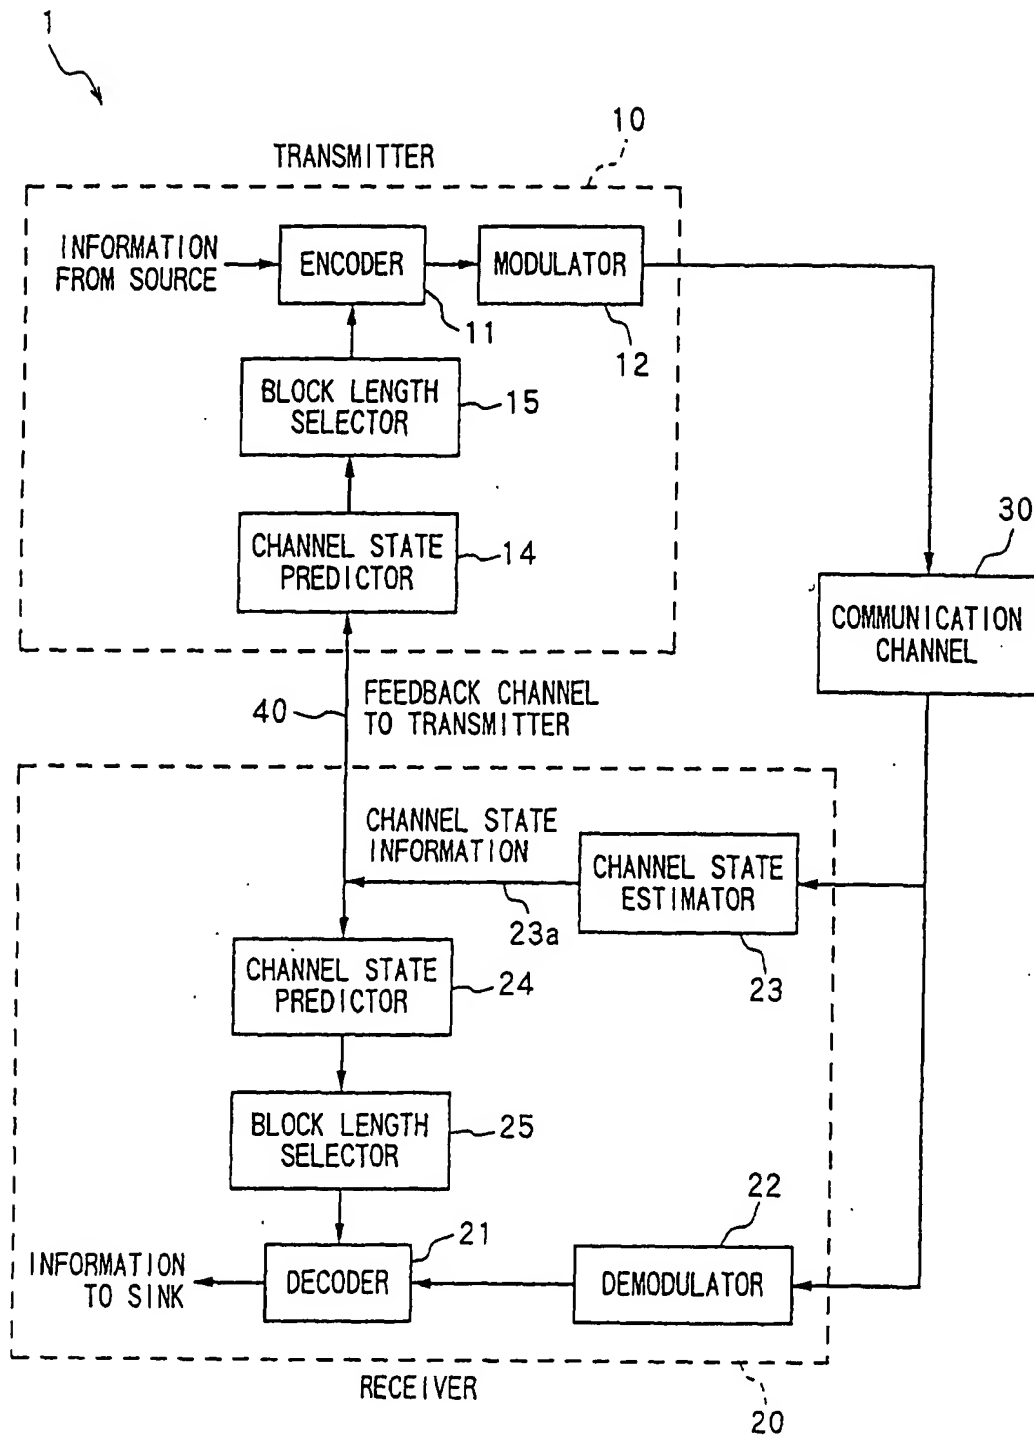 1
10
TRANSMITTER
INFORMATION
FROM SOURCE
ENCODER
MODULATOR
11
12
BLOCK LENGTH
SELECTOR
15
CHANNEL STATE
PREDICTOR
14
30
COMMUNICATION
CHANNEL
40
FEEDBACK CHANNEL
TO TRANSMITTER
CHANNEL STATE
INFORMATION
CHANNEL STATE
ESTIMATOR
23a
23
CHANNEL STATE
PREDICTOR
24
BLOCK LENGTH
SELECTOR
25
22
21
INFORMATION
TO SINK
DECODER
DEMODULATOR
RECEIVER
20